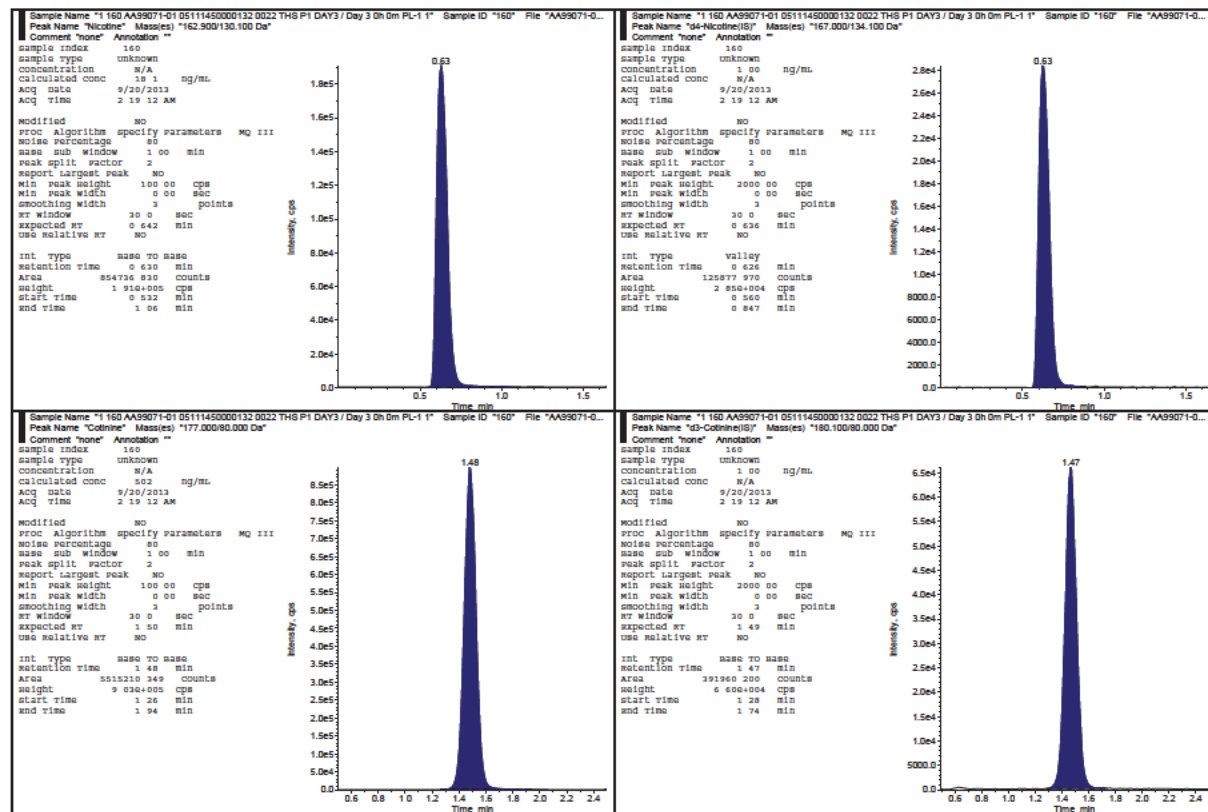 Sample Name "1 160 AA99071-01 05111450000132 0022 THS P1 DAY3 / Day 3 0h 0m PL-1 1" Sample ID "160" File "AA99071-0...
Peak Name "Nicotine" Mass(es) "162.900/130.100 Da"
Comment "none" Annotation ""
Sample Index 160
Sample Type Unknown
Concentration N/A
Calculated Conc 18 1 ng/mL
Acq Date 9/20/2013
Acq Time 2 19 12 AM
Modified No
Proc Algorithm Specify Parameters MQ III
Noise Percentage 80
Base Sub Window 1 00 min
Peak Split Factor 2
Report Largest Peak No
Min Peak Height 100 00 cps
Min Peak Width 0 00 sec
Smoothing Width 3 points
RT Window 30 0 sec
Expected RT 0 642 min
Use Relative RT No
Int Type Base To Base
Retention Time 0 630 min
Area 854736 830 counts
Height 1 91e+005 cps
Start Time 0 532 min
End Time 1 06 min
0.63
1.8e5
1.6e5
1.4e5
1.2e5
1.0e5
8.0e4
6.0e4
4.0e4
2.0e4
0.0
Intensity, cps
0.5 1.0 1.5
Time min
Sample Name "1 160 AA99071-01 05111450000132 0022 THS P1 DAY3 / Day 3 0h 0m PL-1 1" Sample ID "160" File "AA99071-0...
Peak Name "d4-Nicotine(IS)" Mass(es) "167.000/134.100 Da"
Comment "none" Annotation ""
Sample Index 160
Sample Type Unknown
Concentration 1 00 ng/mL
Calculated Conc N/A
Acq Date 9/20/2013
Acq Time 2 19 12 AM
Modified No
Proc Algorithm Specify Parameters MQ III
Noise Percentage 80
Base Sub Window 1 00 min
Peak Split Factor 2
Report Largest Peak No
Min Peak Height 2000 00 cps
Min Peak Width 0 00 sec
Smoothing Width 3 points
RT Window 30 0 sec
Expected RT 0 636 min
Use Relative RT No
Int Type Valley
Retention Time 0 626 min
Area 125877 970 counts
Height 2 85e+004 cps
Start Time 0 560 min
End Time 0 847 min
0.63
2.8e4
2.6e4
2.4e4
2.2e4
2.0e4
1.8e4
1.6e4
1.4e4
1.2e4
1.0e4
8000.0
6000.0
4000.0
2000.0
0.0
Intensity, cps
0.5 1.0 1.5
Time min
Sample Name "1 160 AA99071-01 05111450000132 0022 THS P1 DAY3 / Day 3 0h 0m PL-1 1" Sample ID "160" File "AA99071-0...
Peak Name "Cotinine" Mass(es) "177.000/80.000 Da"
Comment "none" Annotation ""
Sample Index 160
Sample Type Unknown
Concentration N/A
Calculated Conc 502 ng/mL
Acq Date 9/20/2013
Acq Time 2 19 12 AM
Modified No
Proc Algorithm Specify Parameters MQ III
Noise Percentage 80
Base Sub Window 1 00 min
Peak Split Factor 2
Report Largest Peak No
Min Peak Height 100 00 cps
Min Peak Width 0 00 sec
Smoothing Width 3 points
RT Window 30 0 sec
Expected RT 1 50 min
Use Relative RT No
Int Type Base To Base
Retention Time 1 48 min
Area 5515210 349 counts
Height 9 03e+005 cps
Start Time 1 26 min
End Time 1 94 min
1.48
8.5e5
8.0e5
7.5e5
7.0e5
6.5e5
6.0e5
5.5e5
5.0e5
4.5e5
4.0e5
3.5e5
3.0e5
2.5e5
2.0e5
1.5e5
1.0e5
5.0e4
0.0
Intensity, cps
0.6 0.8 1.0 1.2 1.4 1.6 1.8 2.0 2.2 2.4
Time min
Sample Name "1 160 AA99071-01 05111450000132 0022 THS P1 DAY3 / Day 3 0h 0m PL-1 1" Sample ID "160" File "AA99071-0...
Peak Name "d3-Cotinine(IS)" Mass(es) "180.100/80.000 Da"
Comment "none" Annotation ""
Sample Index 160
Sample Type Unknown
Concentration 1 00 ng/mL
Calculated Conc N/A
Acq Date 9/20/2013
Acq Time 2 19 12 AM
Modified No
Proc Algorithm Specify Parameters MQ III
Noise Percentage 80
Base Sub Window 1 00 min
Peak Split Factor 2
Report Largest Peak No
Min Peak Height 2000 00 cps
Min Peak Width 0 00 sec
Smoothing Width 3 points
RT Window 30 0 sec
Expected RT 1 49 min
Use Relative RT No
Int Type Base To Base
Retention Time 1 47 min
Area 391960 200 counts
Height 6 60e+004 cps
Start Time 1 28 min
End Time 1 74 min
1.47
6.5e4
6.0e4
5.5e4
5.0e4
4.5e4
4.0e4
3.5e4
3.0e4
2.5e4
2.0e4
1.5e4
1.0e4
5000.0
0.0
Intensity, cps
0.6 0.8 1.0 1.2 1.4 1.6 1.8 2.0 2.2 2.4
Time min